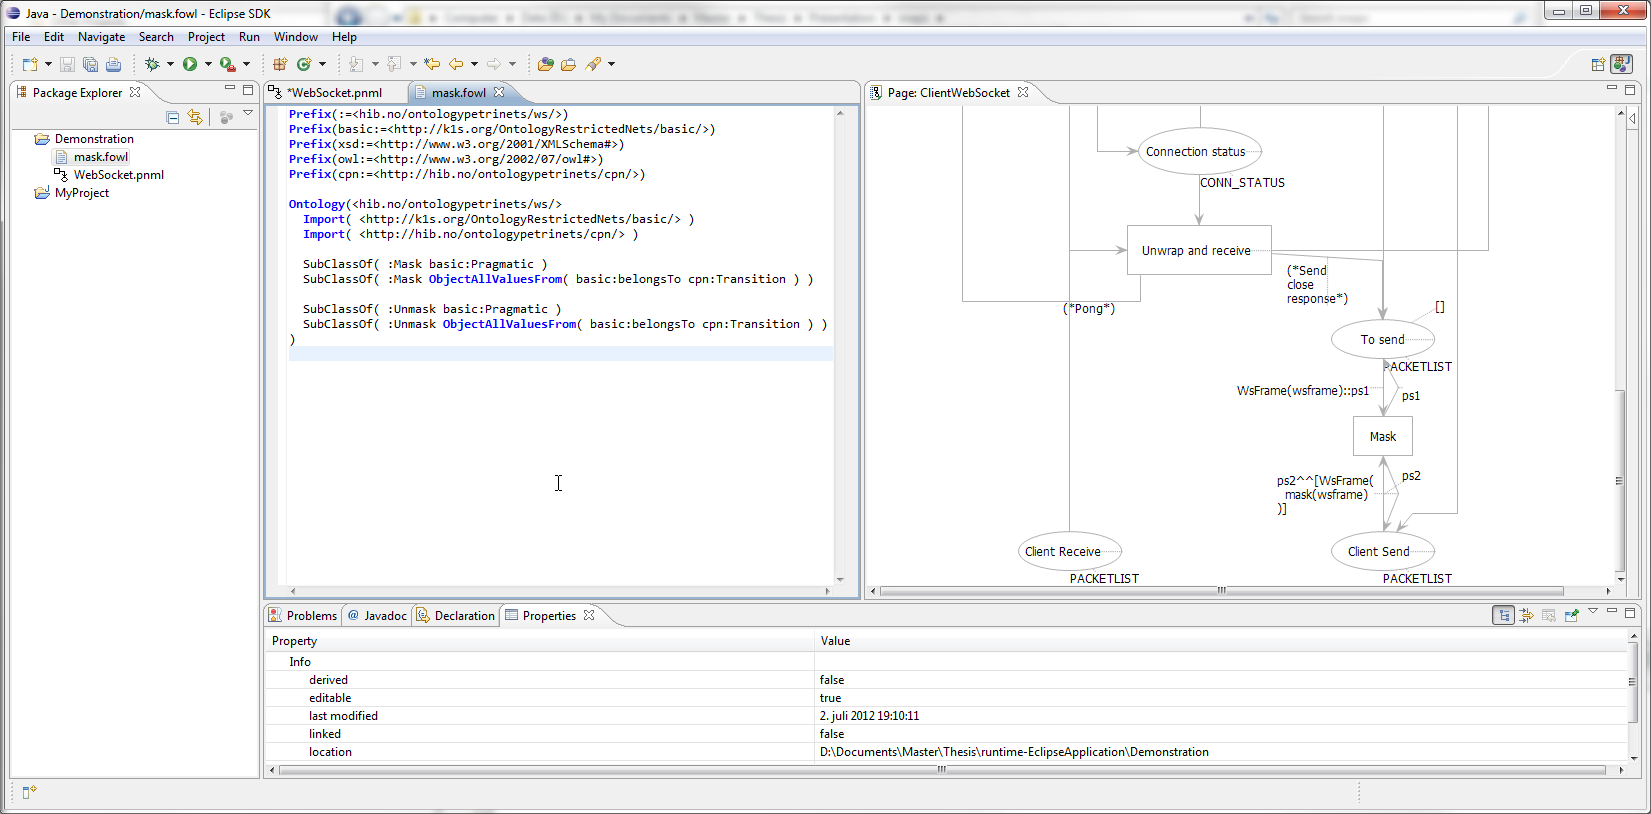 Java - Demonstration/mask.fowl - Eclipse SDK
File Edit Navigate Search Project Run Window Help
Package Explorer
Demonstration
mask.fowl
WebSocket.pnml
MyProject
*WebSocket.pnml
mask.fowl
Prefix(:=<hib.no/ontologypetrinets/ws/>)
Prefix(basic:=<http://k1s.org/OntologyRestrictedNets/basic/>)
Prefix(xsd:=<http://www.w3.org/2001/XMLSchema#>)
Prefix(owl:=<http://www.w3.org/2002/07/owl#>)
Prefix(cpn:=<http://hib.no/ontologypetrinets/cpn/>)
Ontology(<hib.no/ontologypetrinets/ws/>
Import( <http://k1s.org/OntologyRestrictedNets/basic/> )
Import( <http://hib.no/ontologypetrinets/cpn/> )
SubClassOf( :Mask basic:Pragmatic )
SubClassOf( :Mask ObjectAllValuesFrom( basic:belongsTo cpn:Transition ) )
SubClassOf( :Unmask basic:Pragmatic )
SubClassOf( :Unmask ObjectAllValuesFrom( basic:belongsTo cpn:Transition ) )
)
Page: ClientWebSocket
Connection status
CONN_STATUS
Unwrap and receive
(*Send
close
response*)
(*Pong*)
[]
To send
PACKETLIST
WsFrame(wsframe)::ps1
ps1
Mask
ps2^^[WsFrame(
mask(wsframe)
)]
ps2
Client Receive
PACKETLIST
Client Send
PACKETLIST
Problems
Javadoc
Declaration
Properties
Property Value
Info
derived false
editable true
last modified 2. juli 2012 19:10:11
linked false
location D:\Documents\Master\Thesis\runtime-EclipseApplication\Demonstration